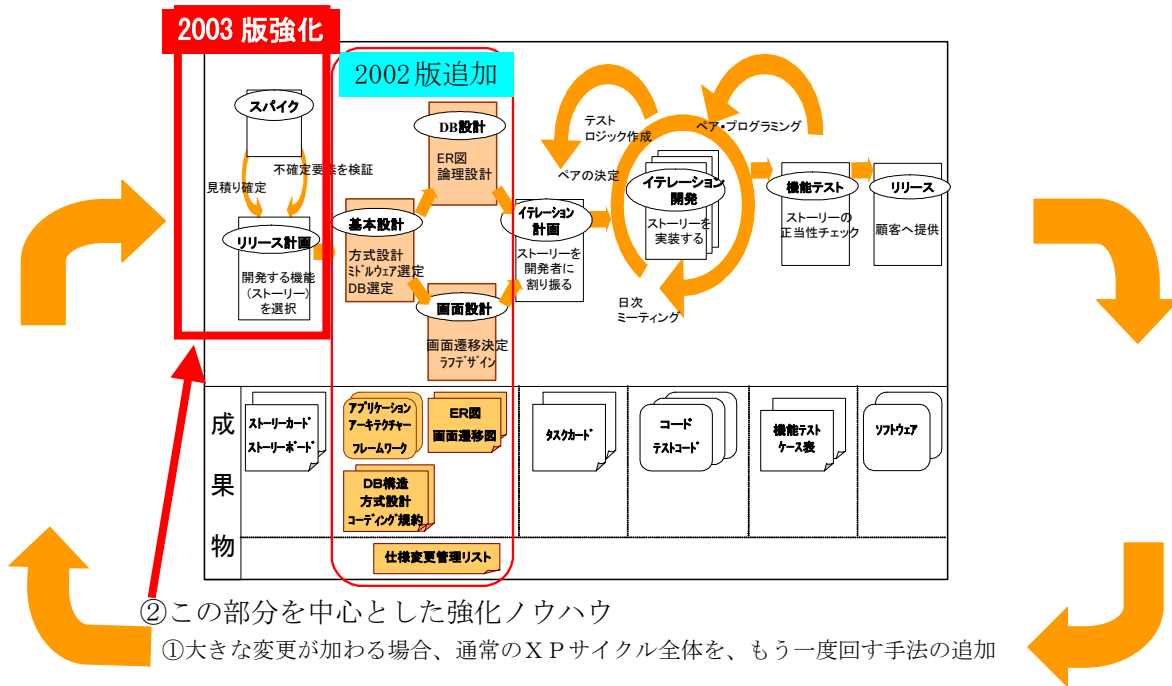 2003 版強化
2002 版追加
スパイク
不確定要素を検証
見積り確定
リリース計画
開発する機能
(ストーリー)
を選択
基本設計
方式設計
ﾐﾄﾞﾙｳｪｱ選定
DB選定
DB設計
ER図
論理設計
画面設計
画面遷移決定
ﾗﾌﾃﾞｻﾞｲﾝ
ｲﾃﾚｰｼｮﾝ
計画
ストーリーを
開発者に
割り振る
テスト
ロジック作成
ペアの決定
ペア・プログラミング
イテレーション
開発
ストーリーを
実装する
日次
ミーティング
機能テスト
ストーリーの
正当性チェック
リリース
顧客へ提供
成果物
ｽﾄｰﾘｰｶｰﾄﾞ
ｽﾄｰﾘｰﾎﾞｰﾄﾞ
ｱﾌﾟﾘｹｰｼｮﾝ
ｱｰｷﾃｸﾁｬｰ
ﾌﾚｰﾑﾜｰｸ
ER図
画面遷移図
DB構造
方式設計
ｺｰﾃﾞｨﾝｸﾞ規約
仕様変更管理リスト
ﾀｽｸｶｰﾄﾞ
コード
ﾃｽﾄｺｰﾄﾞ
機能テスト
ケース表
ｿﾌﾄｳｪｱ
②この部分を中心とした強化ノウハウ
①大きな変更が加わる場合、通常のＸＰサイクル全体を、もう一度回す手法の追加